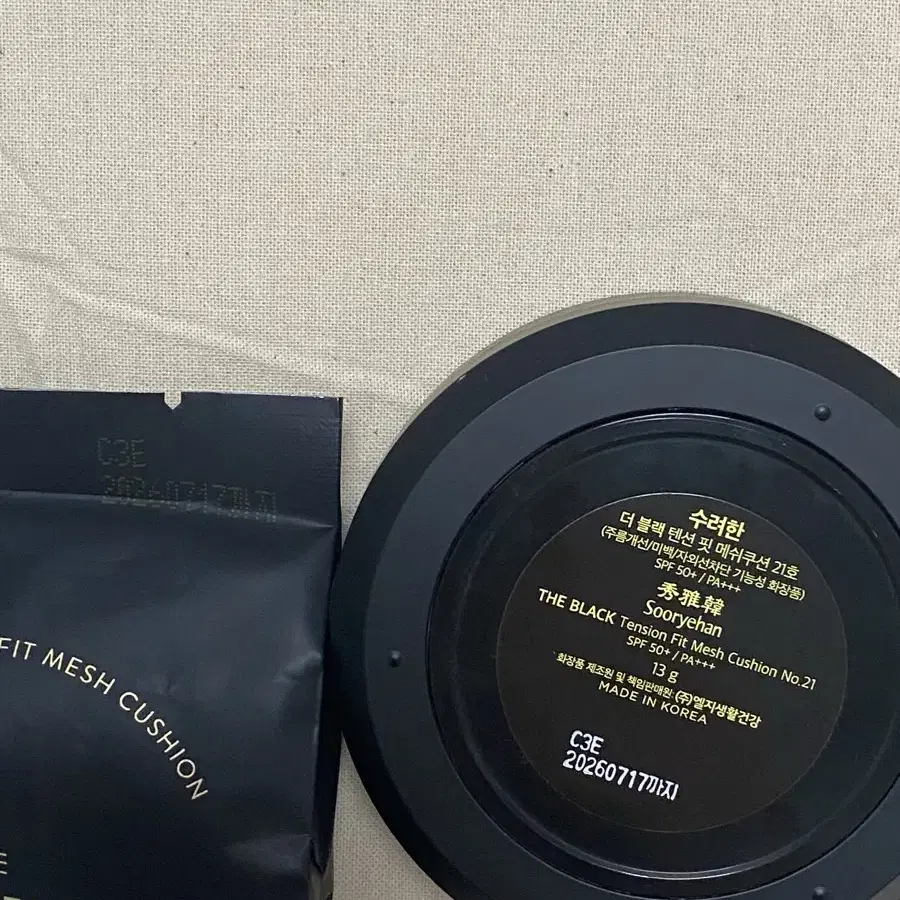 C3E
20260717까지
FIT MESH CUSHION
E
수려한
더 블랙 텐션 핏 메쉬쿠션 21호
(주름개선/미백/자외선차단 기능성 화장품)
SPF 50+ / PA+++
秀雅韓
Sooryehan
THE BLACK Tension Fit Mesh Cushion No.21
SPF 50+ / PA+++
13 g
화장품 제조원 및 책임판매원: (주)엘지생활건강
MADE IN KOREA
C3E
20260717까지